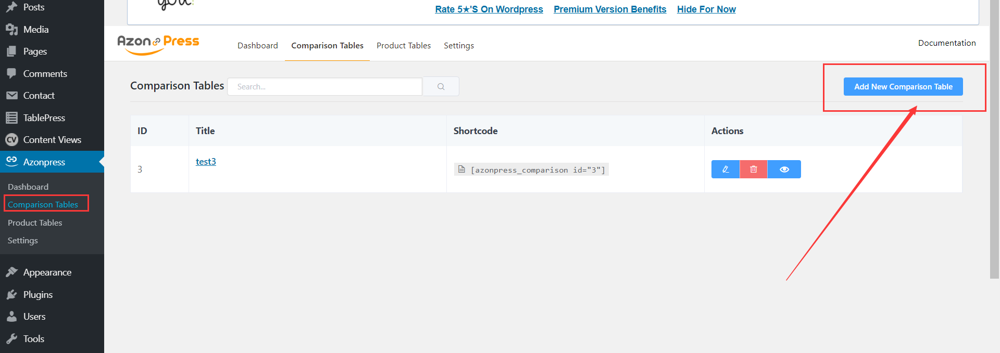 you!
Rate 5★'S On Wordpress Premium Version Benefits Hide For Now
Posts
Media
Pages
Comments
Contact
TablePress
CV Content Views
Azonpress
Dashboard
Comparison Tables
Product Tables
Settings
Appearance
Plugins
Users
Tools
Azon Press
Dashboard Comparison Tables Product Tables Settings
Documentation
Comparison Tables Search...
Add New Comparison Table
ID Title Shortcode Actions
3 test3 [azonpress_comparison id="3"]